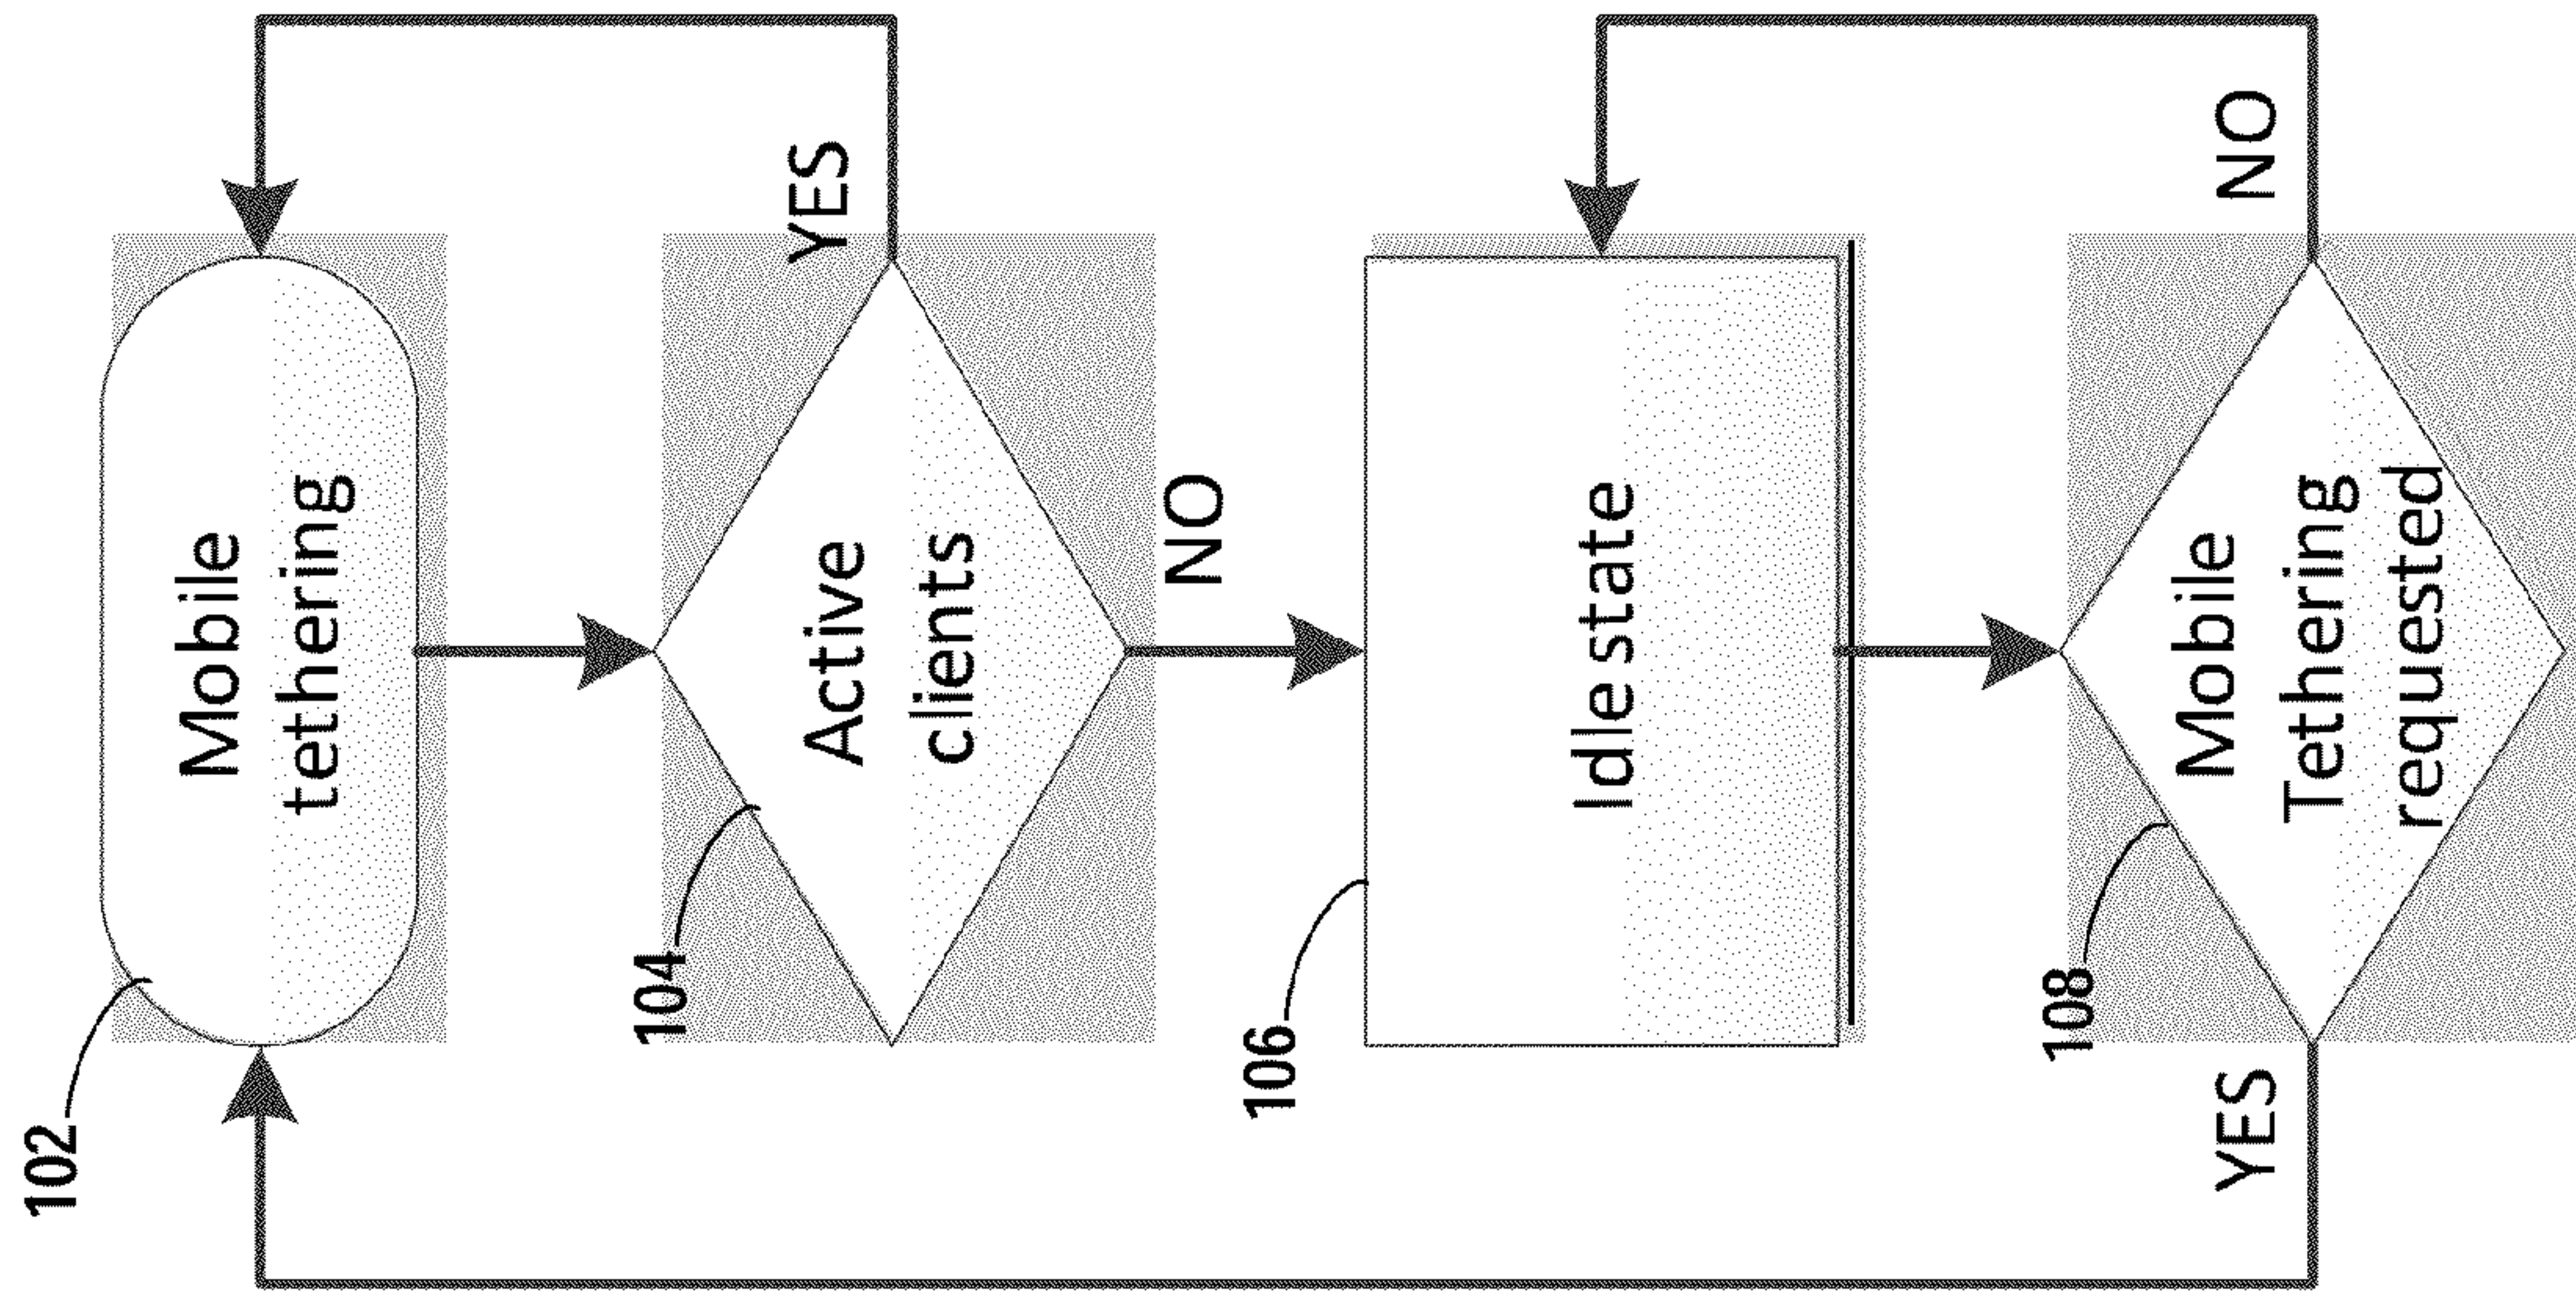 102
Mobile
tethering
104
Active
clients
YES
NO
106
Idle state
108
Mobile
Tethering
requested
YES
NO